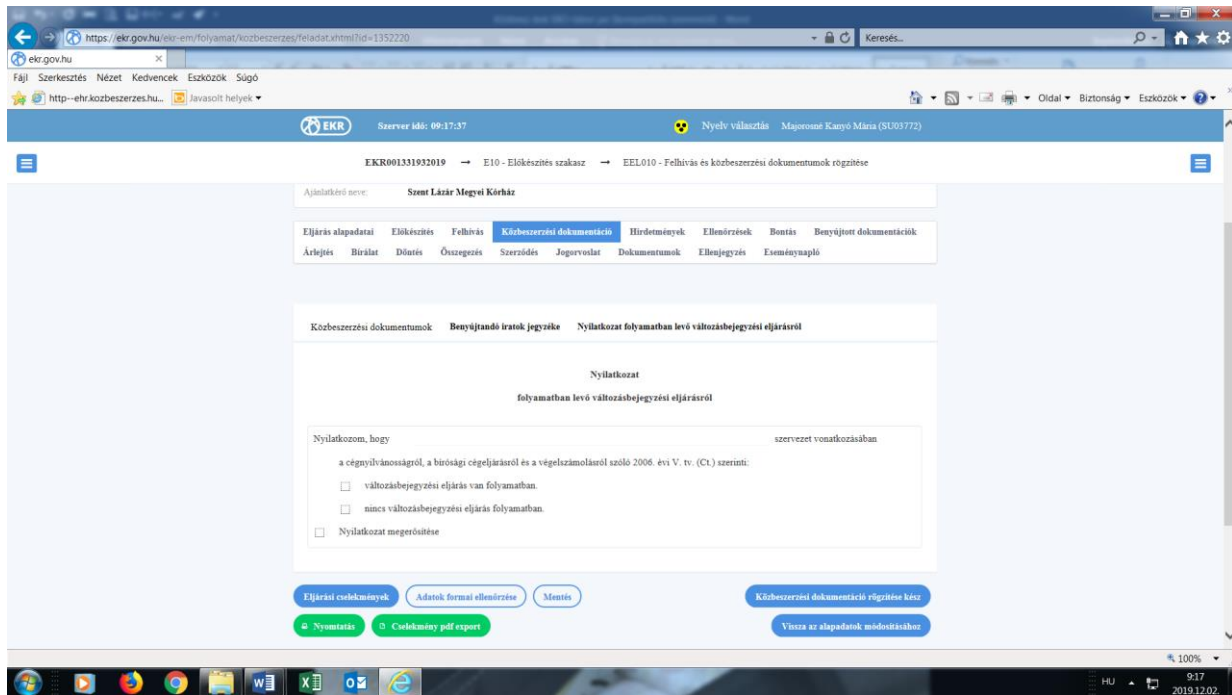 https://ekr.gov.hu/ekr-em/folyamat/kozbeszerzes/feladat.xhtml?id=1352220
Keresés...
ekr.gov.hu
Fájl Szerkesztés Nézet Kedvencek Eszközök Súgó
http--ehr.kozbeszerzes.hu... Javasolt helyek
Oldal Biztonság Eszközök
EKR Szerver idő: 09:17:37 Nyelv választás Majorosné Kanyó Mária (SU03772)
EKR001331932019 → E10 - Előkészítés szakasz → EEL010 - Felhívás és közbeszerzési dokumentumok rögzítése
Ajánlatkérő neve: Szent Lázár Megyei Kórház
Eljárás alapadatai Előkészítés Felhívás Közbeszerzési dokumentáció Hirdetmények Ellenőrzések Bontás Benyújtott dokumentációk
Árlejtés Bírálat Döntés Összegezés Szerződés Jogorvoslat Dokumentumok Ellenjegyzés Eseménynapló
Közbeszerzési dokumentumok Benyújtandó iratok jegyzéke Nyilatkozat folyamatban levő változásbejegyzési eljárásról
Nyilatkozat
folyamatban levő változásbejegyzési eljárásról
Nyilatkozom, hogy szervezet vonatkozásában
a cégnyilvánosságról, a bírósági cégeljárásról és a végelszámolásról szóló 2006. évi V. tv. (Ct.) szerinti:
változásbejegyzési eljárás van folyamatban.
nincs változásbejegyzési eljárás folyamatban.
Nyilatkozat megerősítése
Eljárási cselekmények Adatok formai ellenőrzése Mentés Közbeszerzési dokumentáció rögzítése kész
Nyomtatás Cselekmény pdf export Vissza az alapadatok módosításához
100%
HU 9:17
2019.12.02.